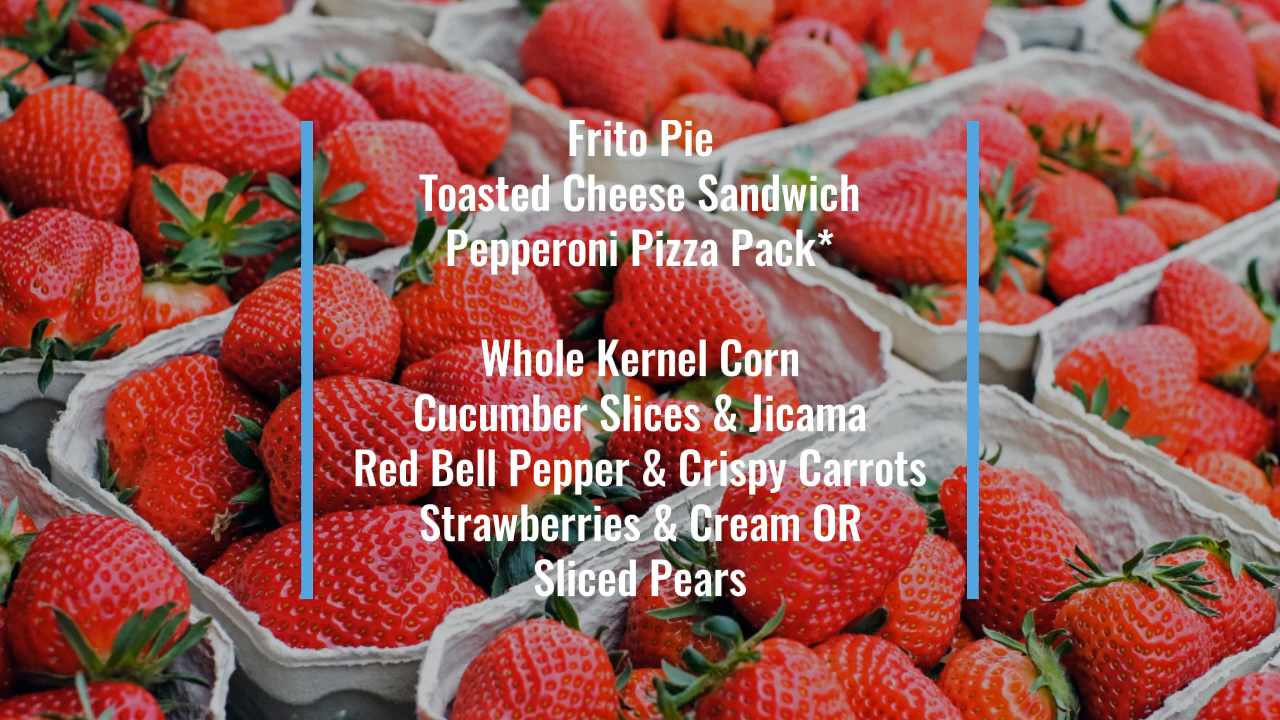 Frito Pie
Toasted Cheese Sandwich
Pepperoni Pizza Pack*
Whole Kernel Corn
Cucumber Slices & Jicama
Red Bell Pepper & Crispy Carrots
Strawberries & Cream OR
Sliced Pears